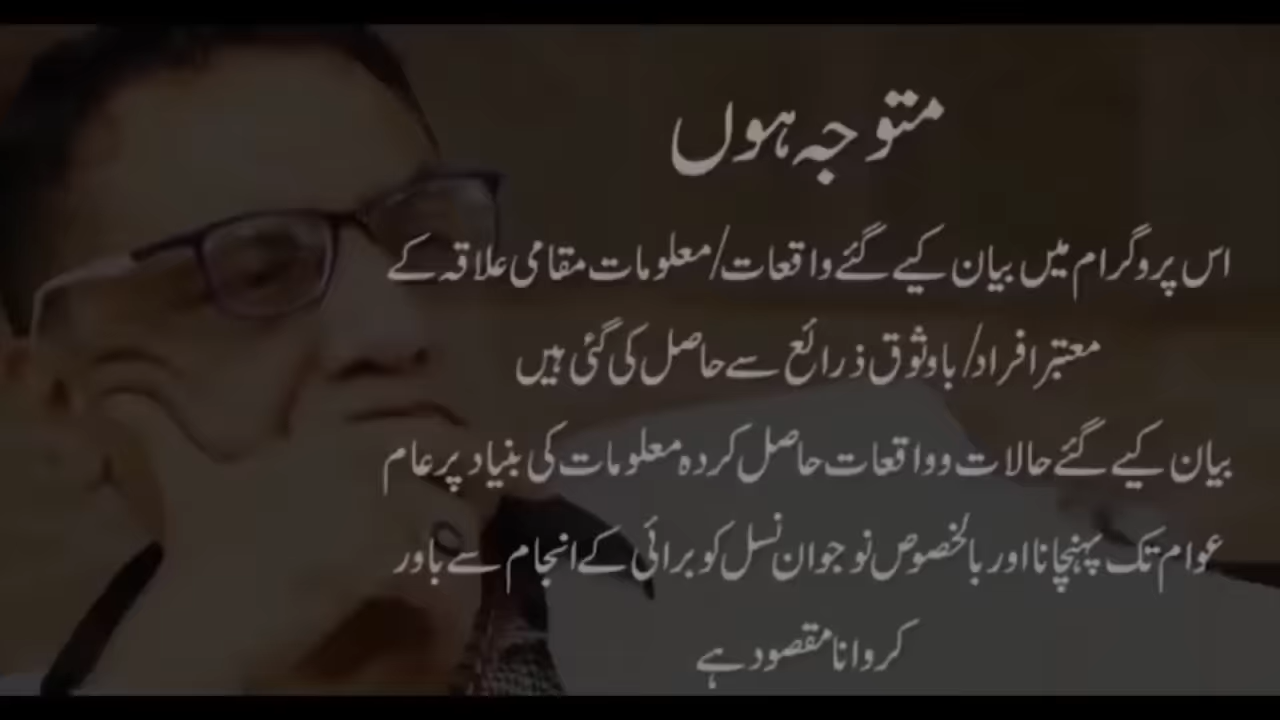 متوجہ ہوں
اس پروگرام میں بیان کیے گئے واقعات/معلومات مقامی علاقہ کے
معتبر افراد/ باوثوق ذرائع سے حاصل کی گئی ہیں
بیان کیے گئے حالات و واقعات حاصل کردہ معلومات کی بنیاد پر عام
عوام تک پہنچانا اور بالخصوص نوجوان نسل کو برائی کے انجام سے باور
کروانا مقصود ہے